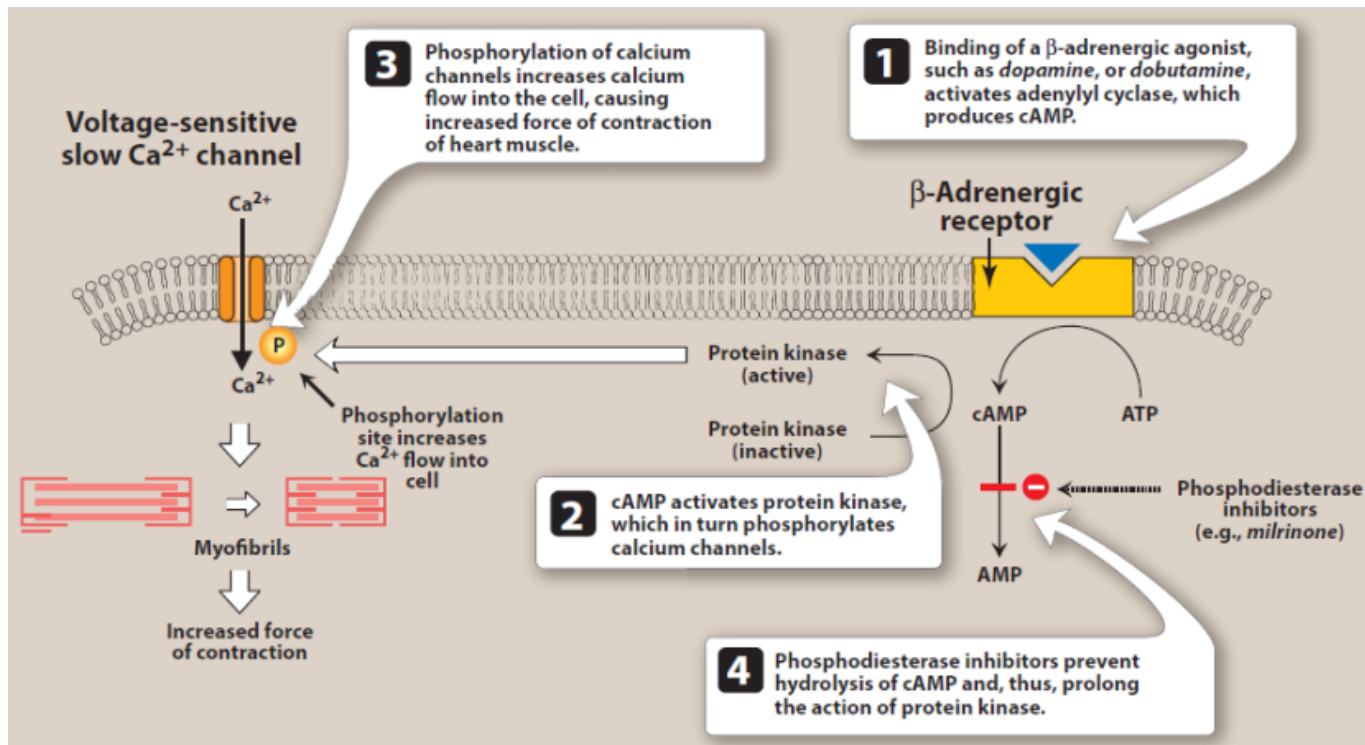 3
Phosphorylation of calcium
channels increases calcium
flow into the cell, causing
increased force of contraction
of heart muscle.
1
Binding of a β-adrenergic agonist,
such as dopamine, or dobutamine,
activates adenylyl cyclase, which
produces cAMP.
Voltage-sensitive
slow Ca²⁺ channel
Ca²⁺
β-Adrenergic
receptor
P
Ca²⁺
Phosphorylation
site increases
Ca²⁺ flow into
cell
Protein kinase
(active)
Protein kinase
(inactive)
cAMP
ATP
2
cAMP activates protein kinase,
which in turn phosphorylates
calcium channels.
Phosphodiesterase
inhibitors
(e.g., milrinone)
AMP
Myofibrils
Increased force
of contraction
4
Phosphodiesterase inhibitors prevent
hydrolysis of cAMP and, thus, prolong
the action of protein kinase.